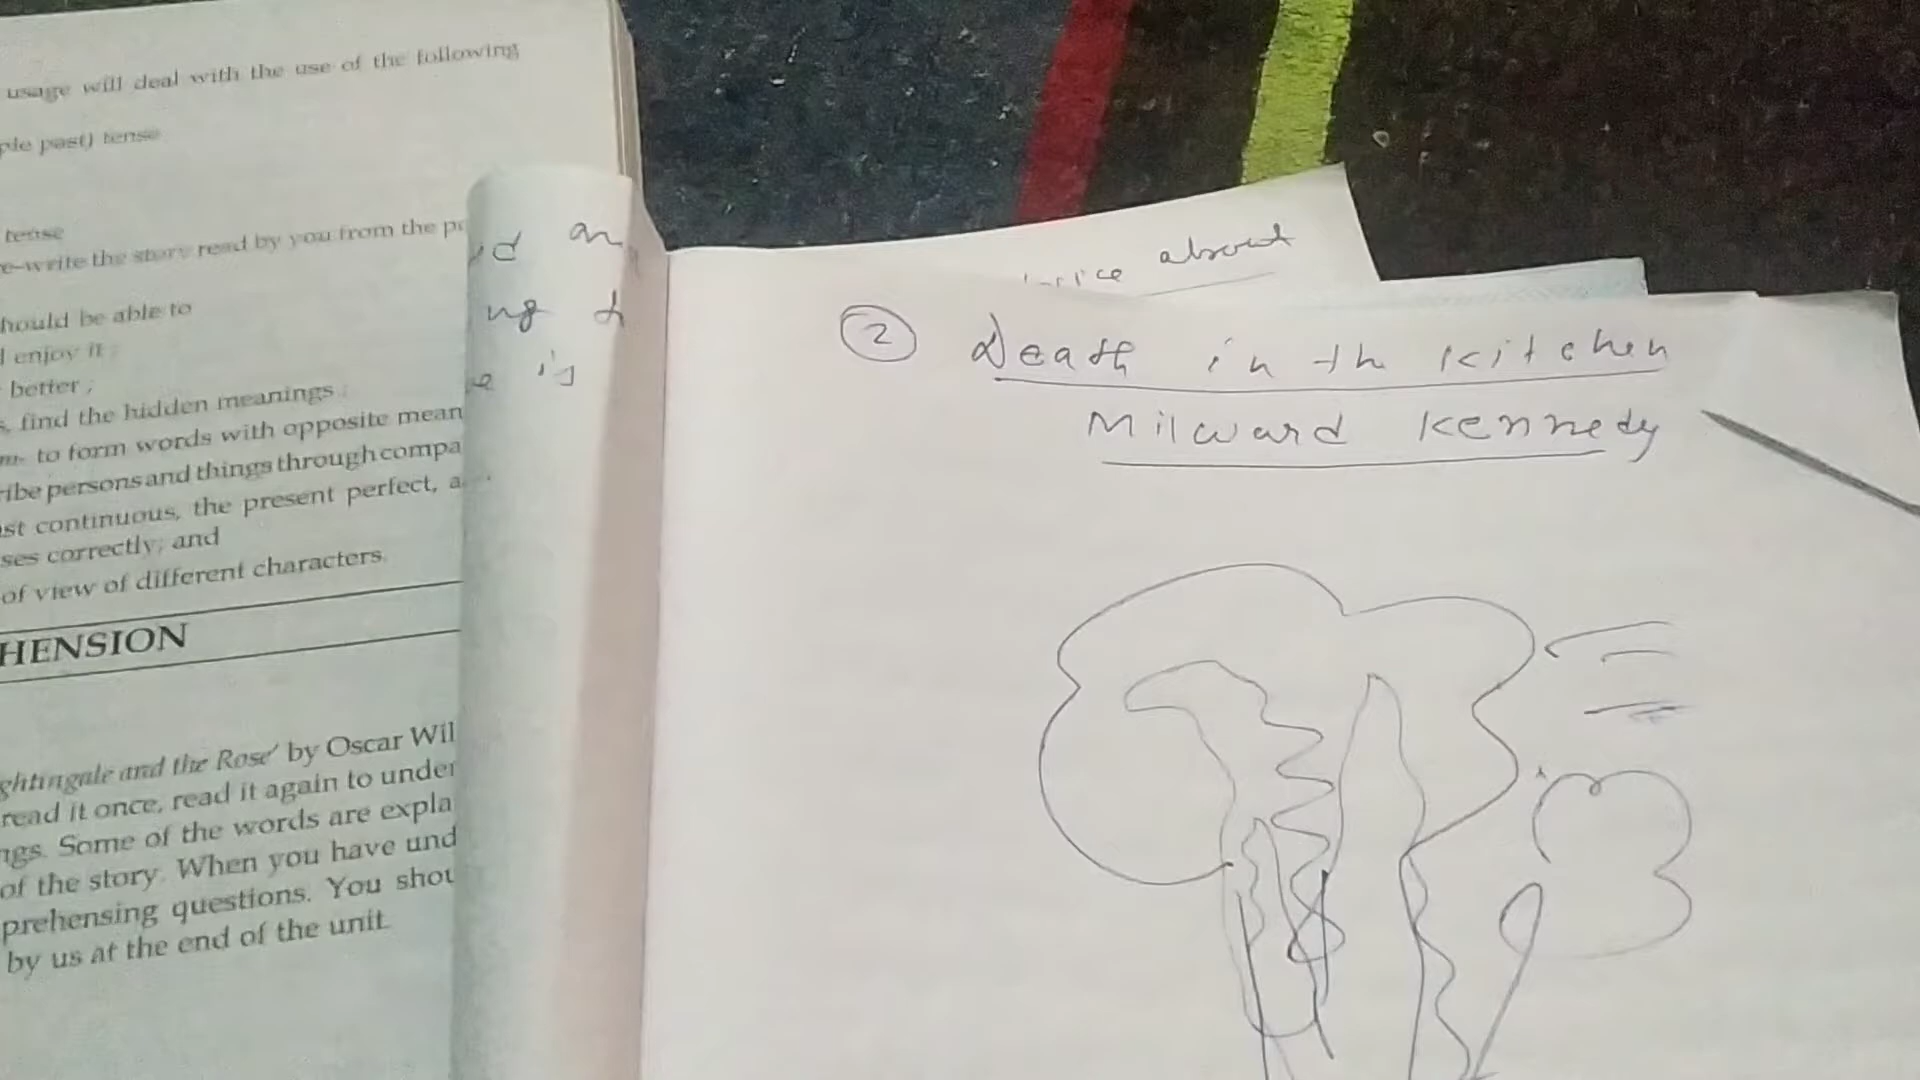 usage will deal with the use of the following
ple past) tense
tense
e-write the story read by you from the p
hould be able to
l enjoy it ;
better ;
s, find the hidden meanings ;
m- to form words with opposite mean
ribe persons and things through compa
ast continuous, the present perfect, a
ses correctly; and
of view of different characters.
HENSION
ghtingale and the Rose' by Oscar Wil
read it once, read it again to under
ngs. Some of the words are expla
of the story. When you have und
prehensing questions. You shou
by us at the end of the unit.
an
ng
is
about
2 Death in th Kitchen
Milward Kennedy